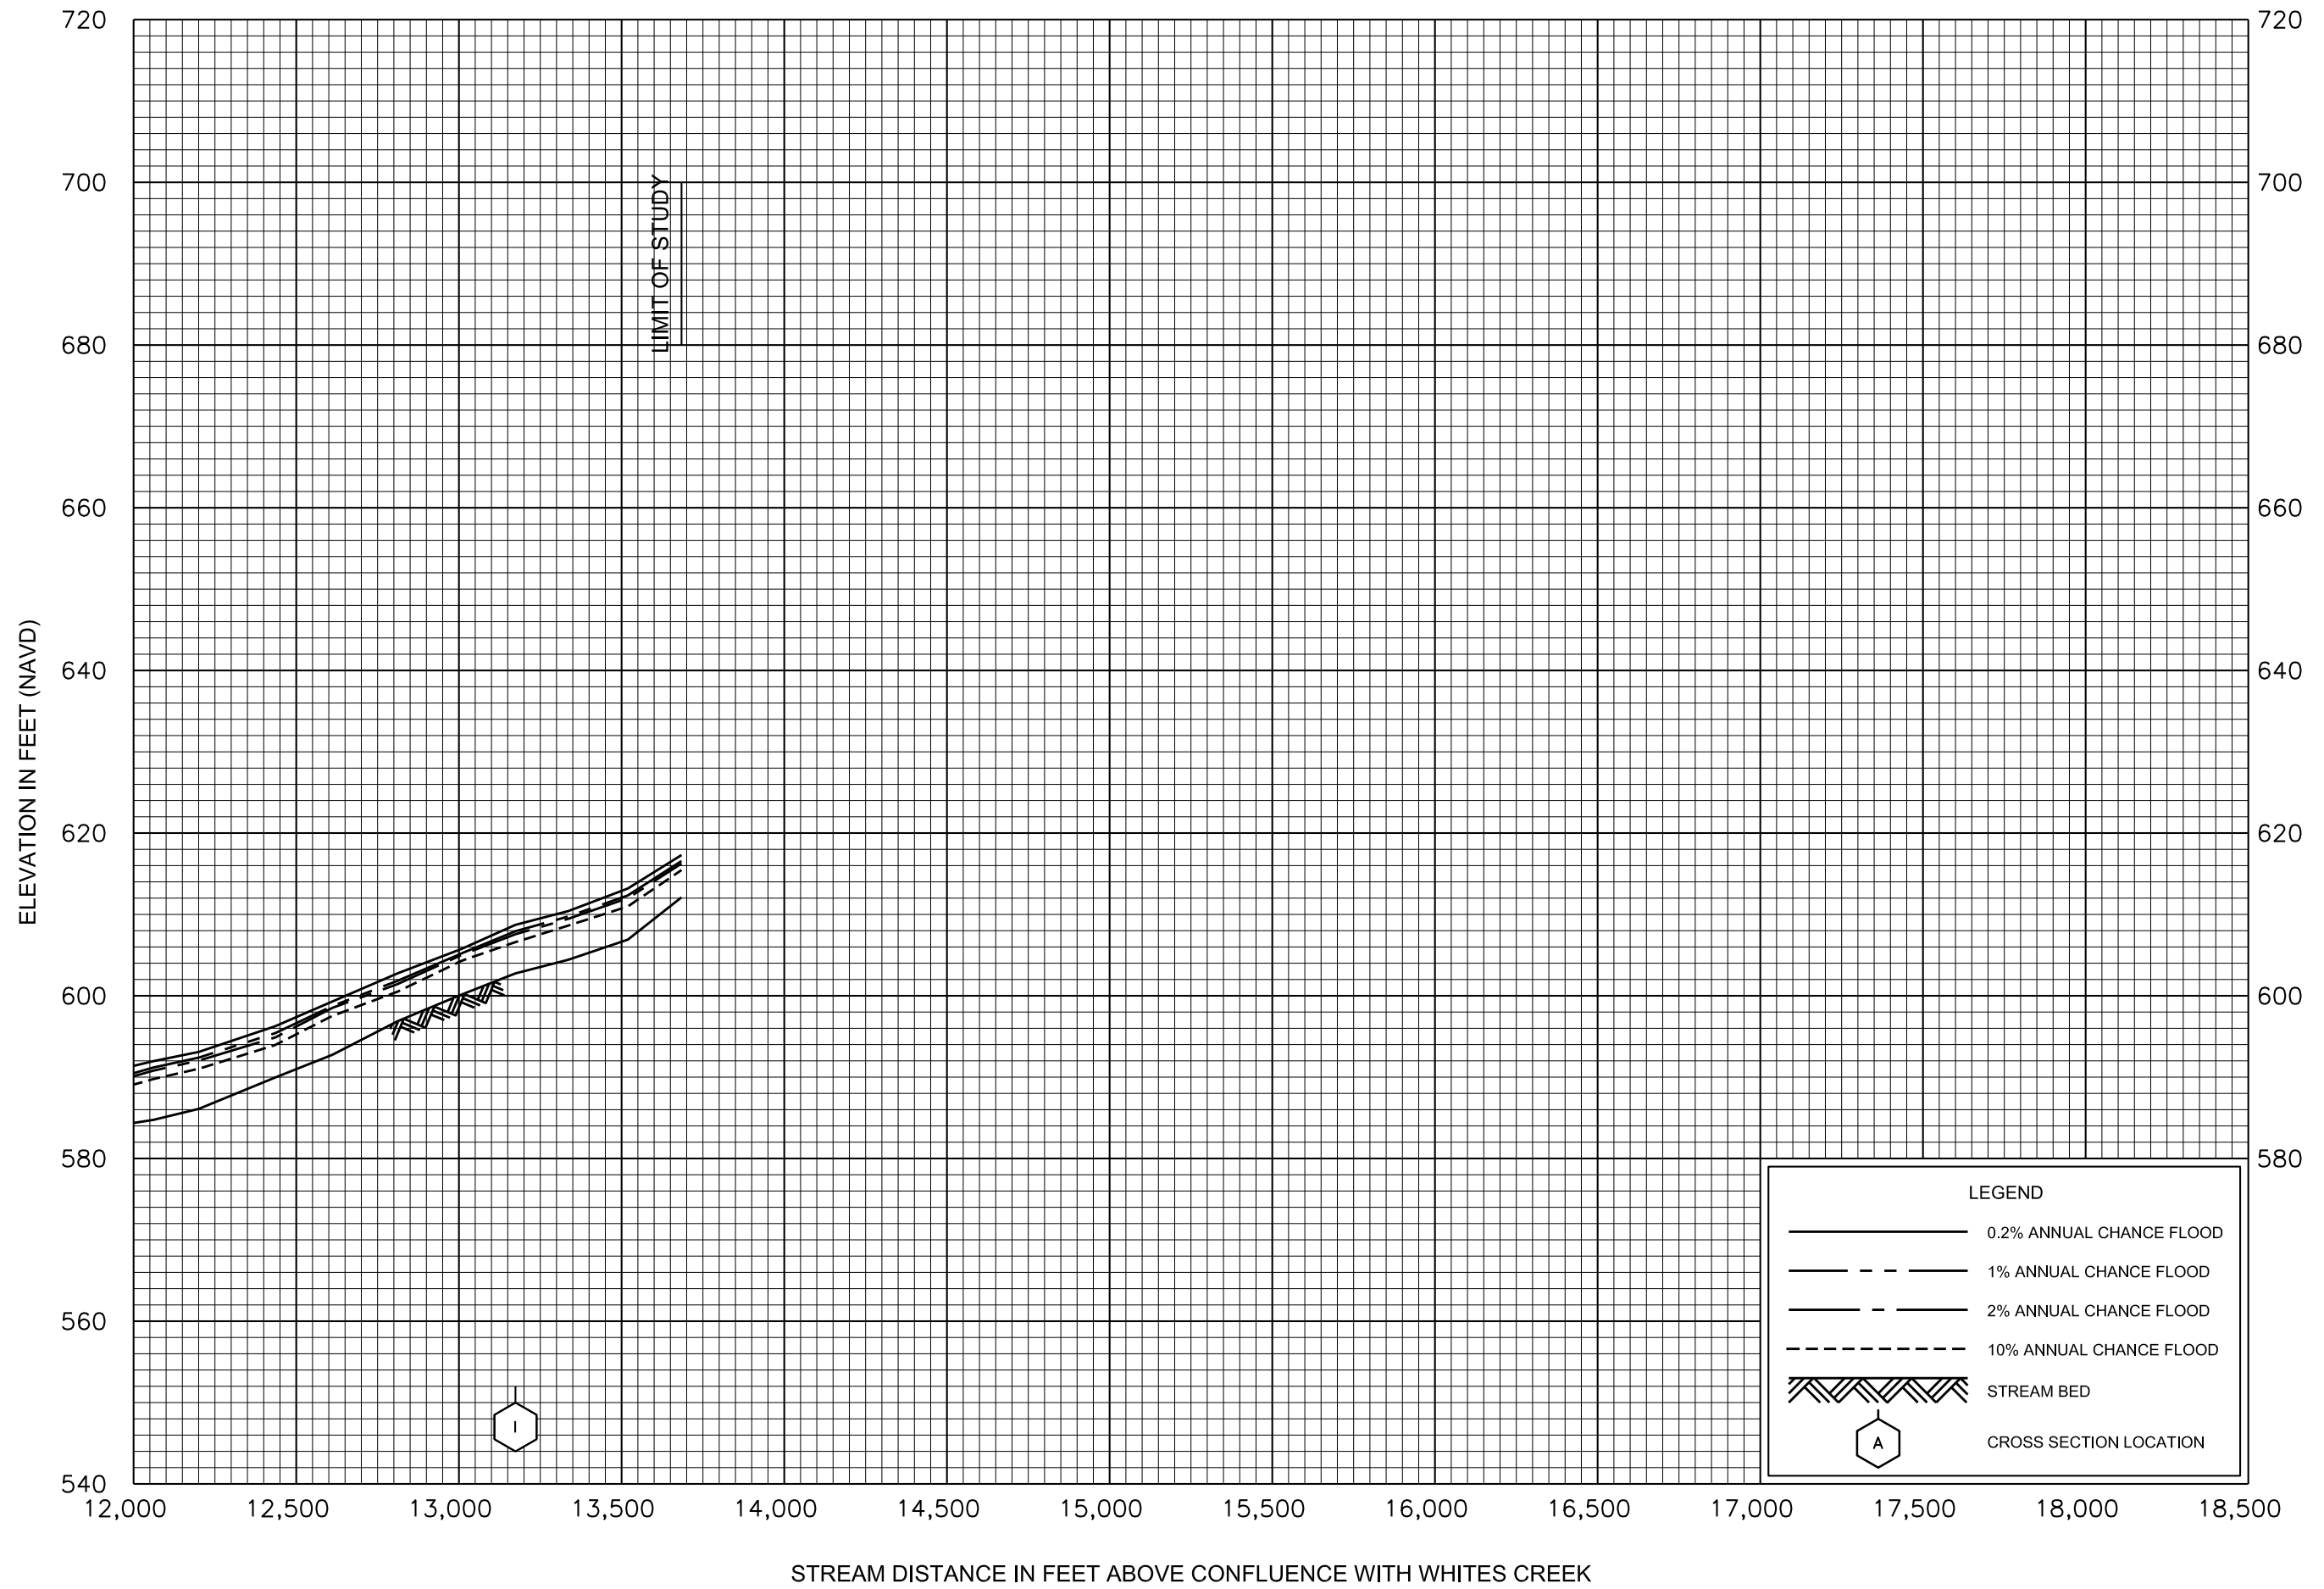 720
700
680
660
640
620
600
580
560
540
ELEVATION IN FEET (NAVD)
LIMIT OF STUDY
I
720
700
680
660
640
620
600
580
LEGEND
0.2% ANNUAL CHANCE FLOOD
1% ANNUAL CHANCE FLOOD
2% ANNUAL CHANCE FLOOD
10% ANNUAL CHANCE FLOOD
STREAM BED
A
CROSS SECTION LOCATION
12,000 12,500 13,000 13,500 14,000 14,500 15,000 15,500 16,000 16,500 17,000 17,500 18,000 18,500
STREAM DISTANCE IN FEET ABOVE CONFLUENCE WITH WHITES CREEK